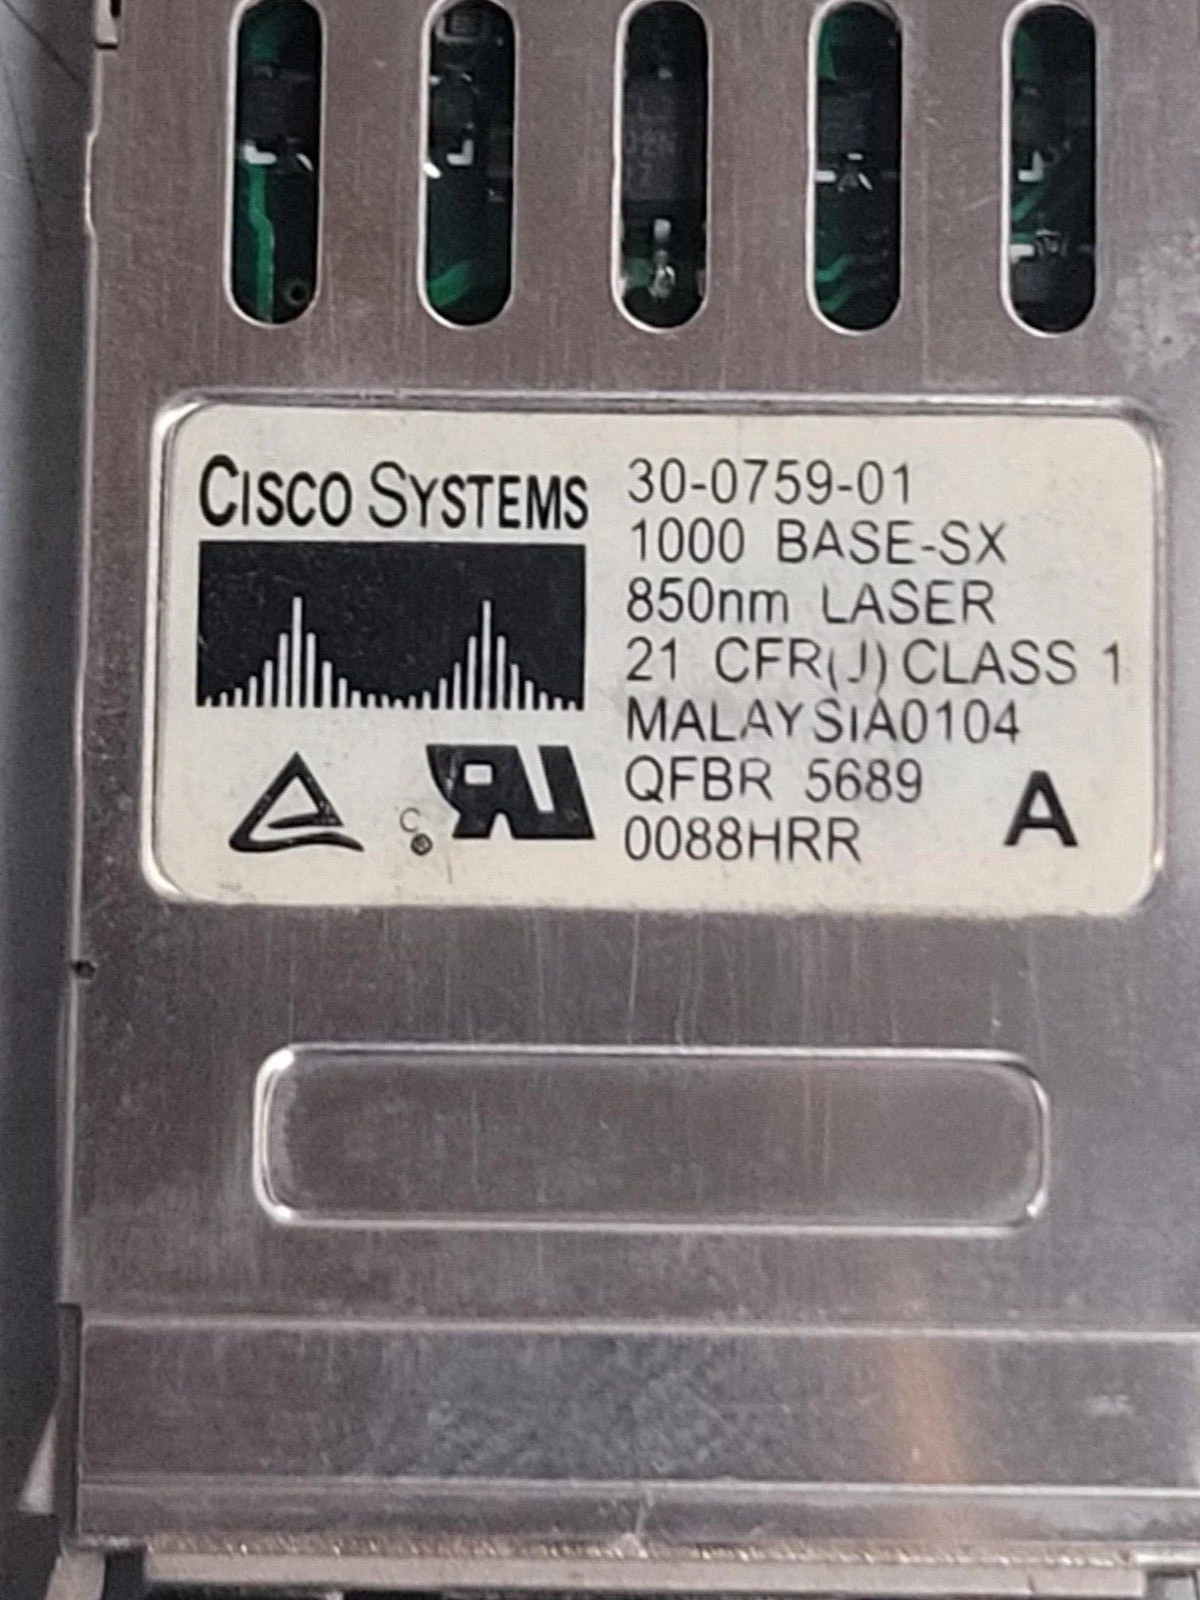 CISCO SYSTEMS
30-0759-01
1000 BASE-SX
850nm LASER
21 CFR(J) CLASS 1
MALAYSIA0104
QFBR 5689
0088HRR
A
C